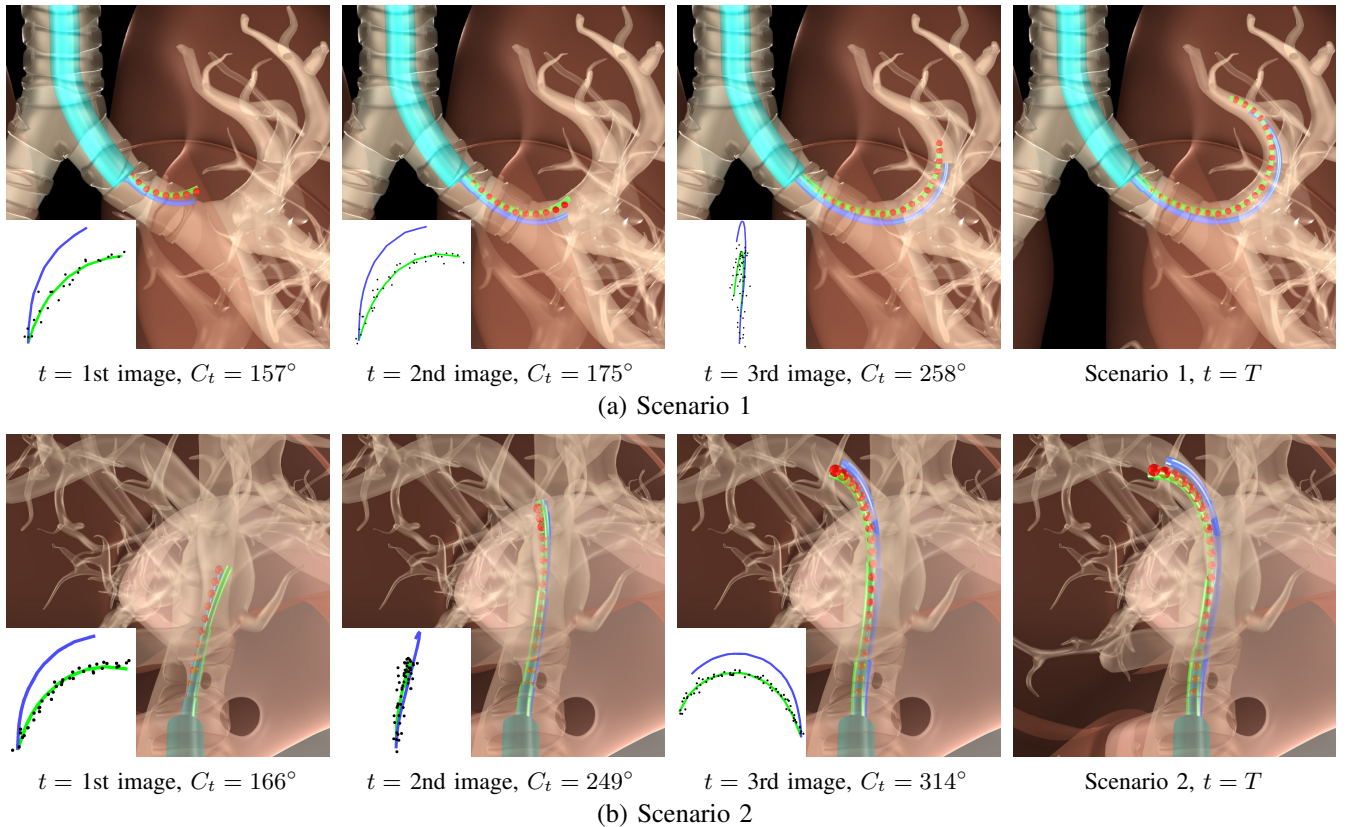 t = 1st image, C_t = 157° t = 2nd image, C_t = 175° t = 3rd image, C_t = 258° Scenario 1, t = T
(a) Scenario 1
t = 1st image, C_t = 166° t = 2nd image, C_t = 249° t = 3rd image, C_t = 314° Scenario 2, t = T
(b) Scenario 2